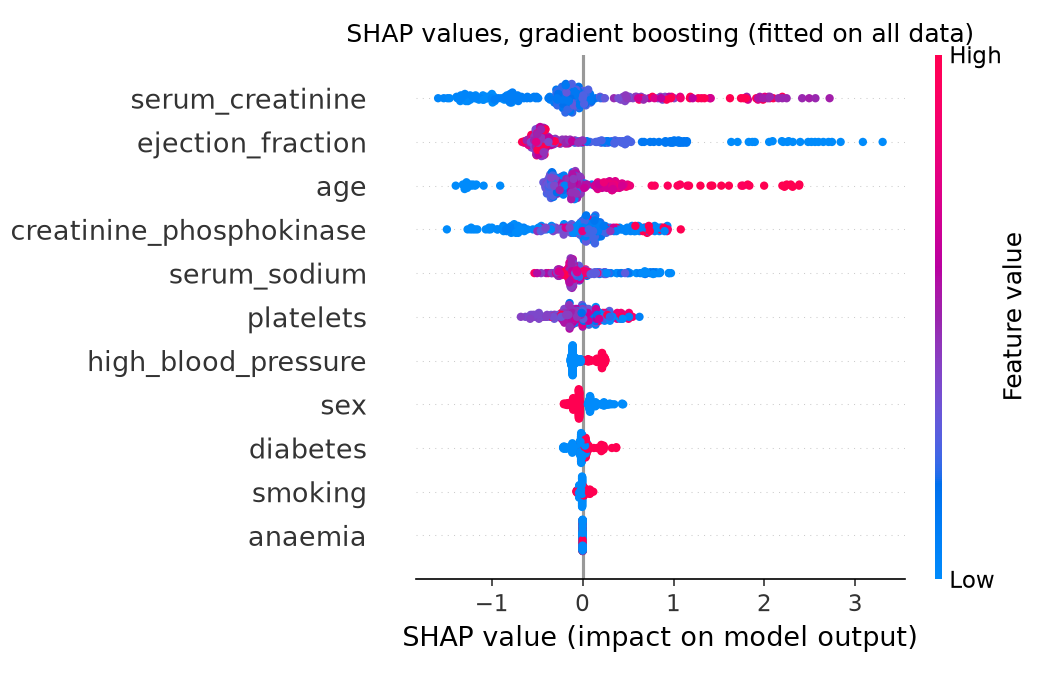 SHAP values, gradient boosting (fitted on all data)
High
serum_creatinine
ejection_fraction
age
creatinine_phosphokinase
serum_sodium
platelets
high_blood_pressure
sex
diabetes
smoking
anaemia
Feature value
Low
−1 0 1 2 3
SHAP value (impact on model output)